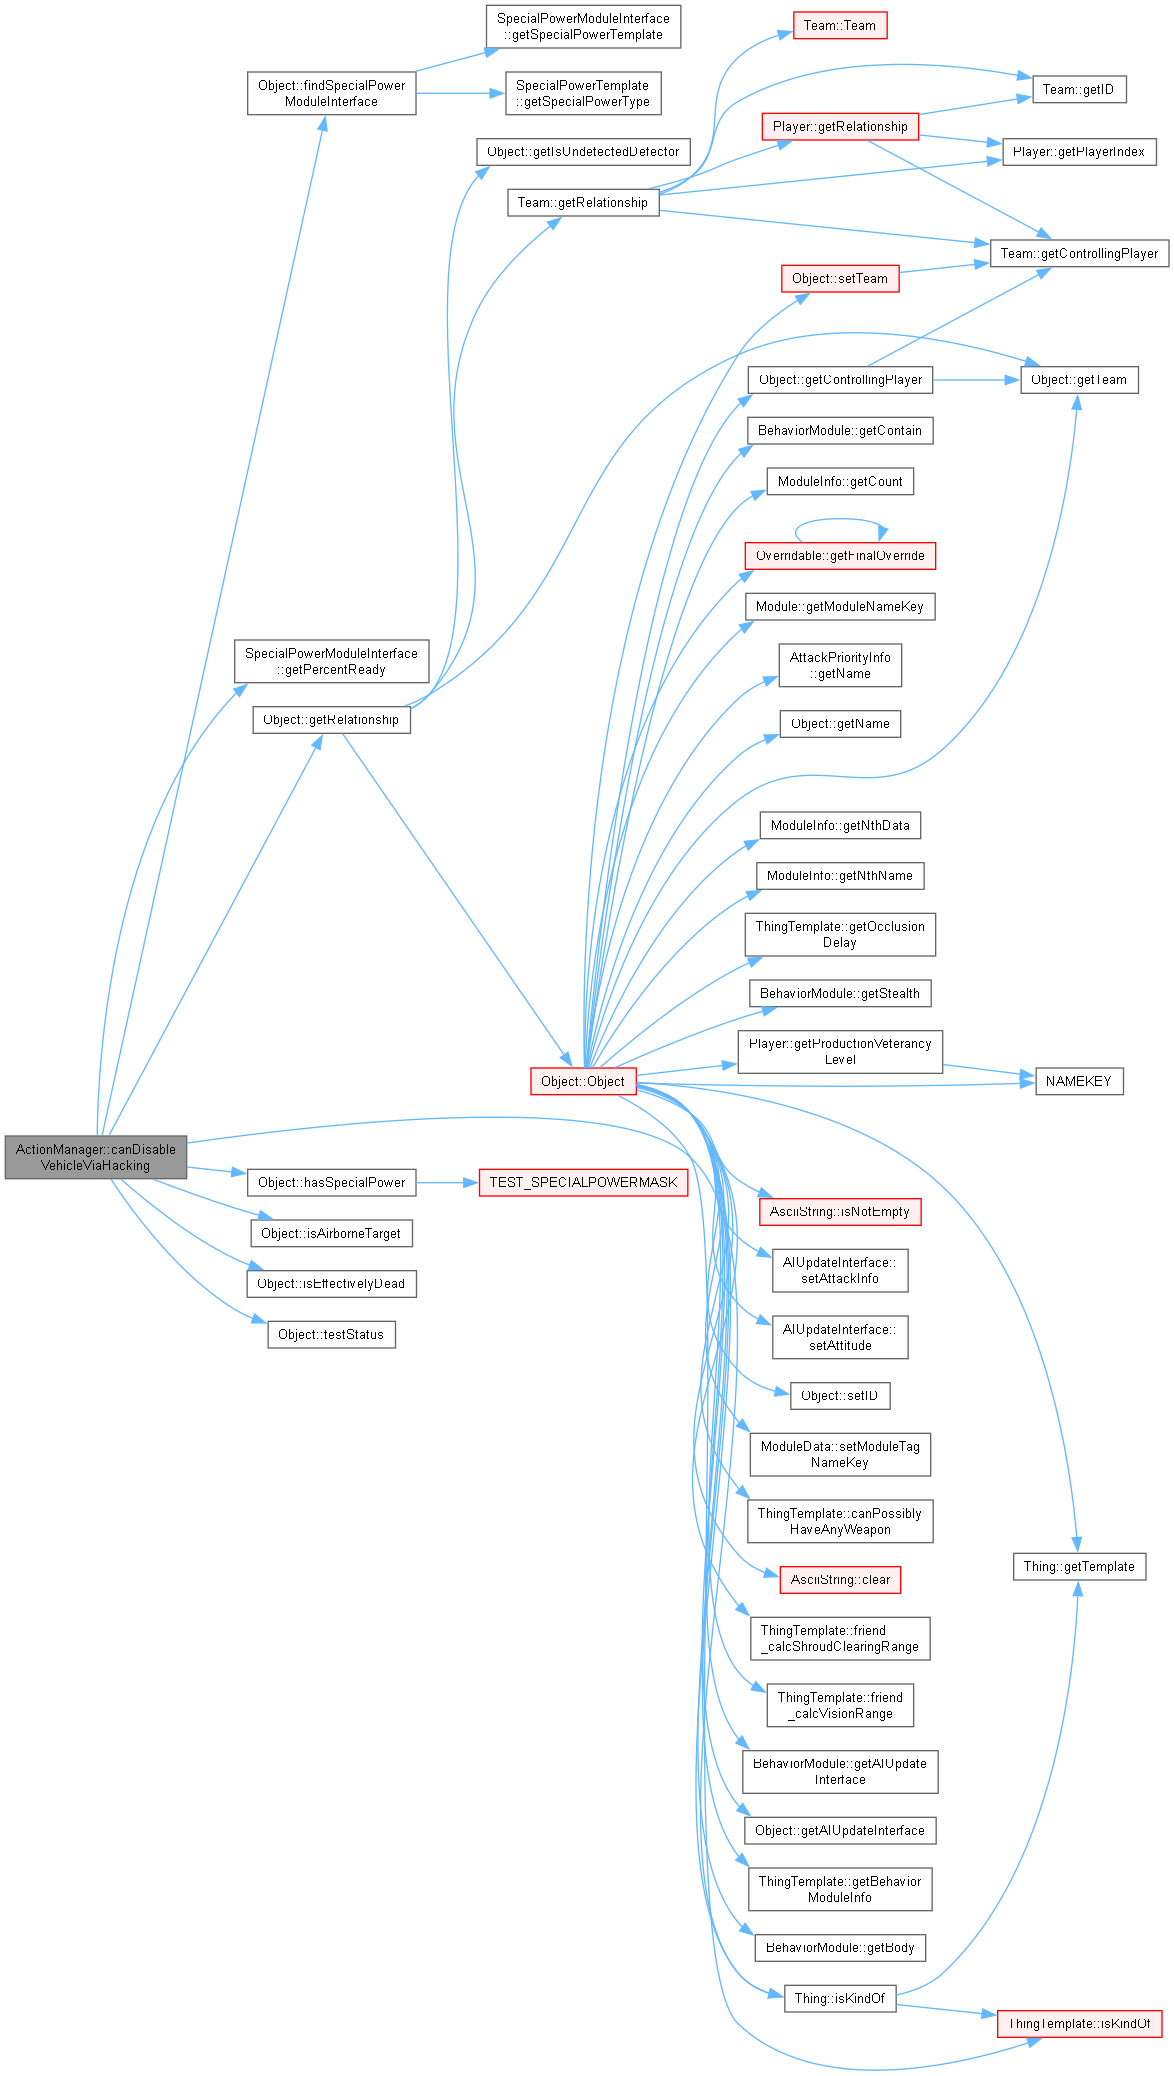 SpecialPowerModuleInterface
::getSpecialPowerTemplate
Object::findSpecialPower
ModuleInterface
SpecialPowerTemplate
::getSpecialPowerType
Team::Team
Team::getID
Player::getRelationship
Player::getPlayerIndex
Object::getIsUndetectedDefector
Team::getRelationship
Team::getControllingPlayer
Object::setTeam
Object::getControllingPlayer
Object::getTeam
BehaviorModule::getContain
ModuleInfo::getCount
Overridable::getFinalOverride
Module::getModuleNameKey
SpecialPowerModuleInterface
::getPercentReady
AttackPriorityInfo
::getName
Object::getRelationship
Object::getName
ModuleInfo::getNthData
ModuleInfo::getNthName
ThingTemplate::getOcclusion
Delay
BehaviorModule::getStealth
Player::getProductionVeterancy
Level
Object::Object
NAMEKEY
ActionManager::canDisable
VehicleViaHacking
Object::hasSpecialPower
TEST_SPECIALPOWERMASK
AsciiString::isNotEmpty
Object::isAirborneTarget
Object::isEffectivelyDead
AIUpdateInterface::
setAttackInfo
Object::testStatus
AIUpdateInterface::
setAttitude
Object::setID
ModuleData::setModuleTag
NameKey
ThingTemplate::canPossibly
HaveAnyWeapon
Thing::getTemplate
AsciiString::clear
ThingTemplate::friend
_calcShroudClearingRange
ThingTemplate::friend
_calcVisionRange
BehaviorModule::getAIUpdate
Interface
Object::getAIUpdateInterface
ThingTemplate::getBehavior
ModuleInfo
BehaviorModule::getBody
Thing::isKindOf
ThingTemplate::isKindOf